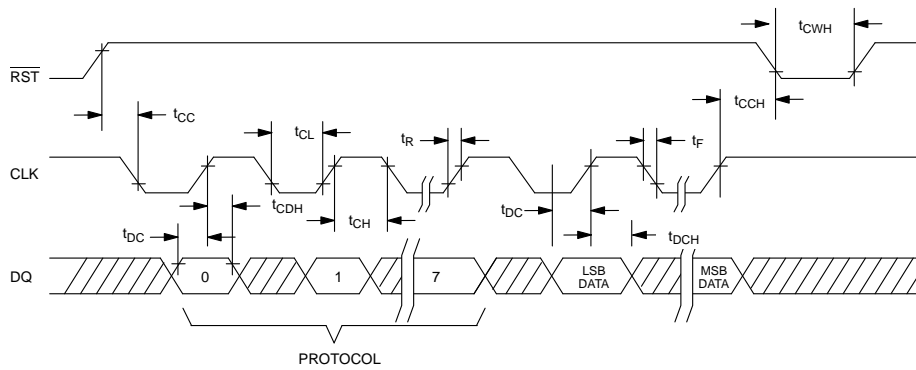 tCWH
RST
tCC
tCCH
tCL
tR
tF
CLK
tCDH
tCH
tDC
tDCH
tDC
DQ
0
1
7
LSB
DATA
MSB
DATA
PROTOCOL